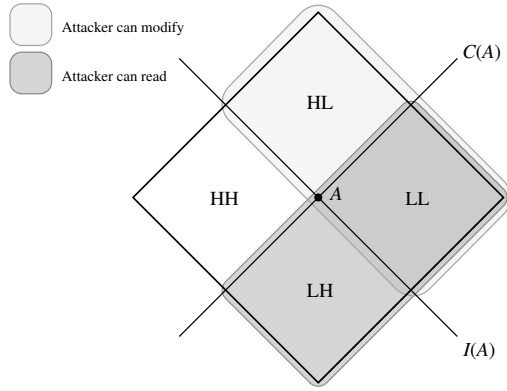 Attacker can modify
Attacker can read
HL
C(A)
HH
A
LL
LH
I(A)